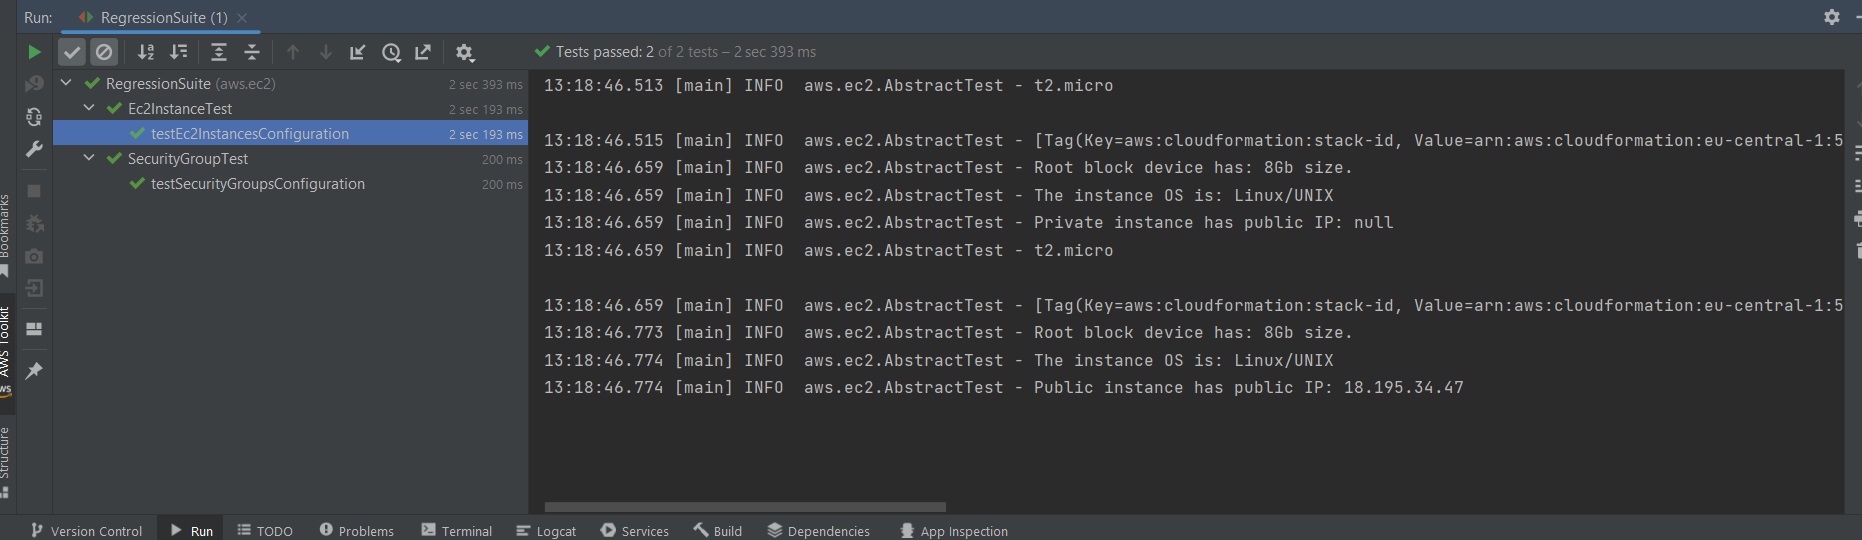 Run: RegressionSuite (1)
Tests passed: 2 of 2 tests – 2 sec 393 ms
RegressionSuite (aws.ec2) 2 sec 393 ms
Ec2InstanceTest 2 sec 193 ms
testEc2InstancesConfiguration 2 sec 193 ms
SecurityGroupTest 200 ms
testSecurityGroupsConfiguration 200 ms
13:18:46.513 [main] INFO  aws.ec2.AbstractTest - t2.micro
13:18:46.515 [main] INFO  aws.ec2.AbstractTest - [Tag(Key=aws:cloudformation:stack-id, Value=arn:aws:cloudformation:eu-central-1:5
13:18:46.659 [main] INFO  aws.ec2.AbstractTest - Root block device has: 8Gb size.
13:18:46.659 [main] INFO  aws.ec2.AbstractTest - The instance OS is: Linux/UNIX
13:18:46.659 [main] INFO  aws.ec2.AbstractTest - Private instance has public IP: null
13:18:46.659 [main] INFO  aws.ec2.AbstractTest - t2.micro
13:18:46.659 [main] INFO  aws.ec2.AbstractTest - [Tag(Key=aws:cloudformation:stack-id, Value=arn:aws:cloudformation:eu-central-1:5
13:18:46.773 [main] INFO  aws.ec2.AbstractTest - Root block device has: 8Gb size.
13:18:46.774 [main] INFO  aws.ec2.AbstractTest - The instance OS is: Linux/UNIX
13:18:46.774 [main] INFO  aws.ec2.AbstractTest - Public instance has public IP: 18.195.34.47
Bookmarks
AWS Toolkit
Structure
Version Control Run TODO Problems Terminal Logcat Services Build Dependencies App Inspection